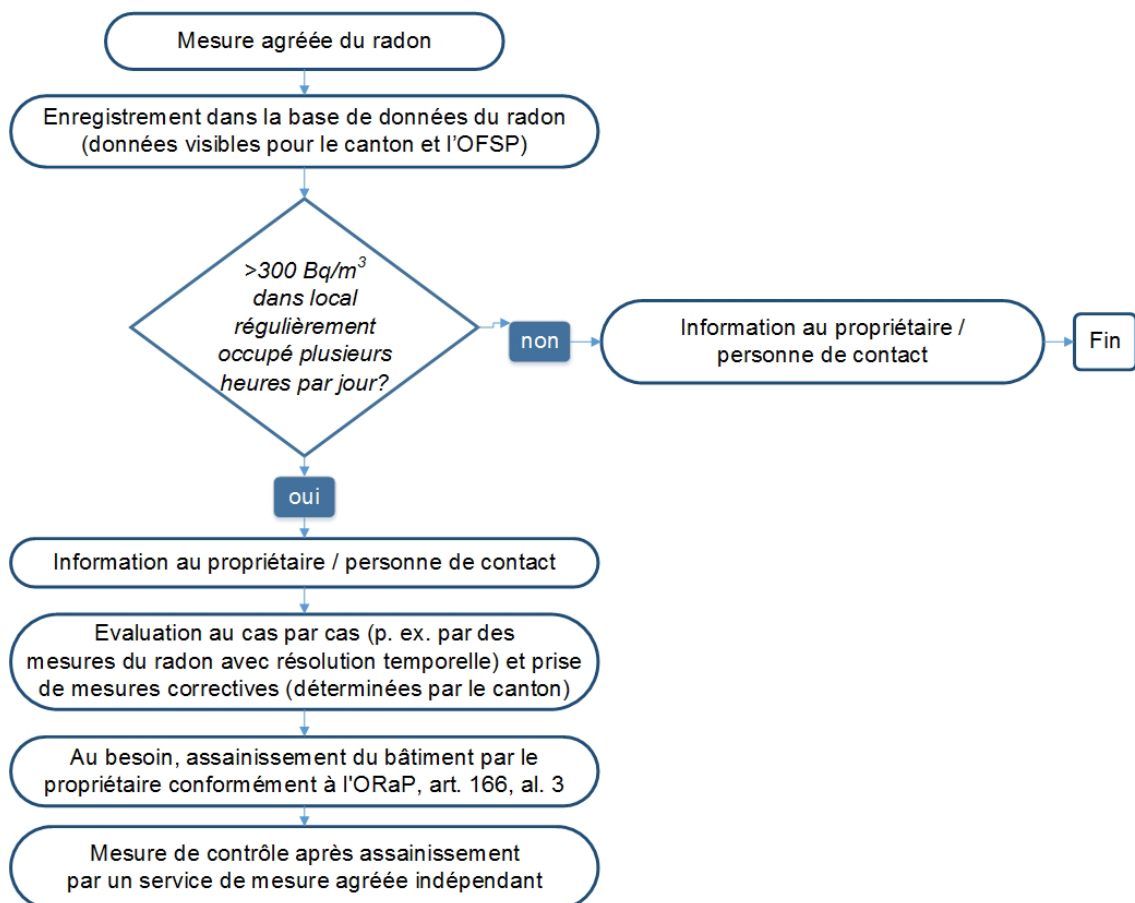 Mesure agréée du radon
Enregistrement dans la base de données du radon
(données visibles pour le canton et l'OFSP)
>300 Bq/m³
dans local
régulièrement
occupé plusieurs
heures par jour?
non
Information au propriétaire /
personne de contact
Fin
oui
Information au propriétaire / personne de contact
Evaluation au cas par cas (p. ex. par des
mesures du radon avec résolution temporelle) et prise
de mesures correctives (déterminées par le canton)
Au besoin, assainissement du bâtiment par le
propriétaire conformément à l'ORaP, art. 166, al. 3
Mesure de contrôle après assainissement
par un service de mesure agréée indépendant